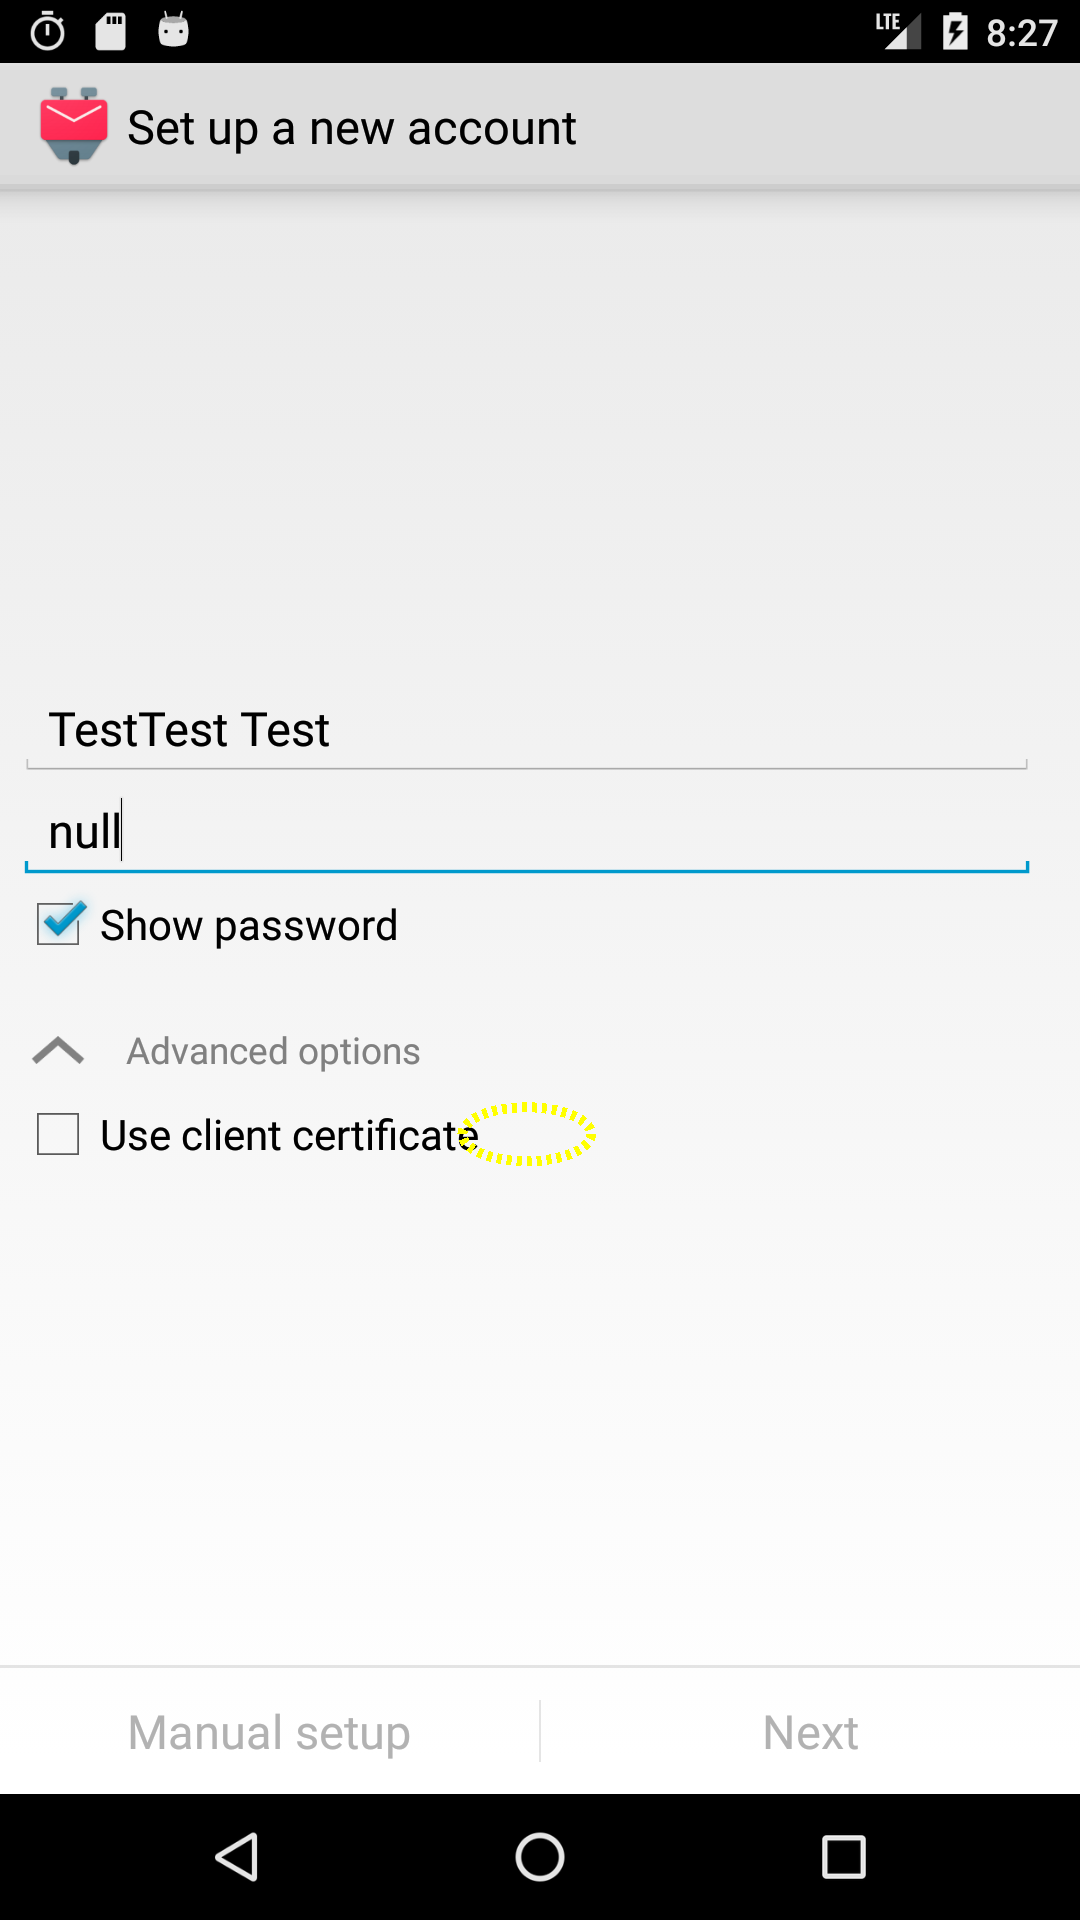 LTE 8:27
Set up a new account
TestTest Test
null
Show password
Advanced options
Use client certificate
Manual setup
Next